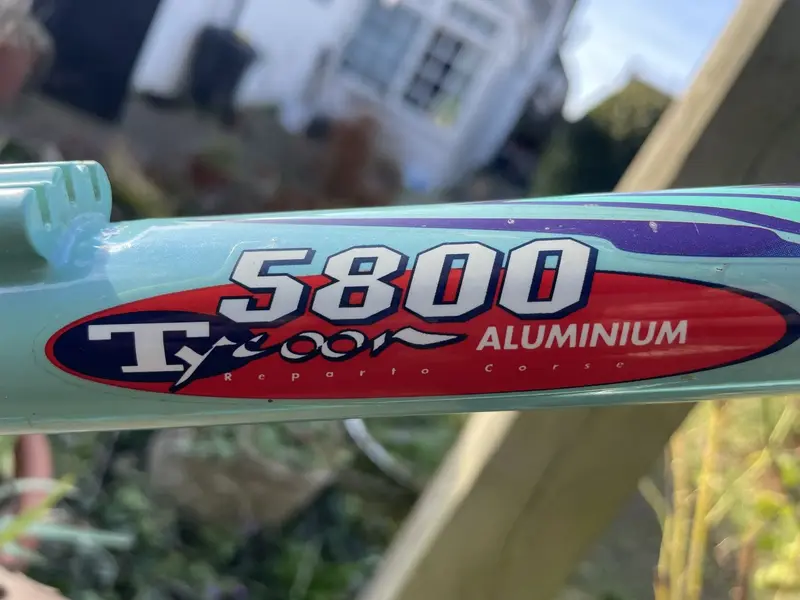 5800
Tycoon ALUMINIUM
Reparto Corse